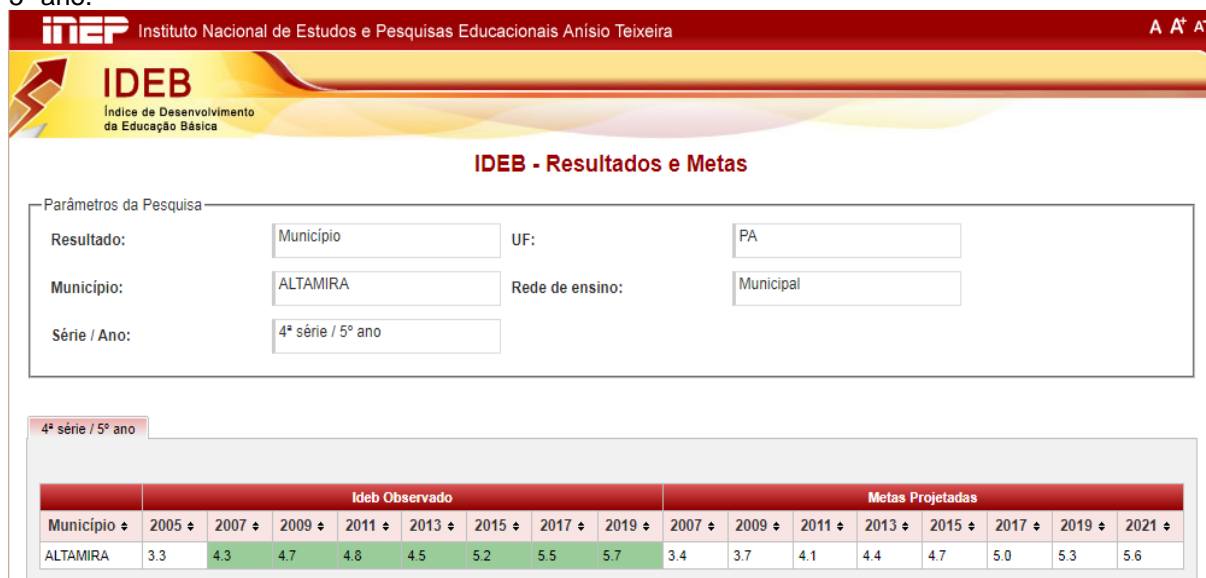 5º ano.
inep Instituto Nacional de Estudos e Pesquisas Educacionais Anísio Teixeira A A+ A-
IDEB
Índice de Desenvolvimento
da Educação Básica
IDEB - Resultados e Metas
Parâmetros da Pesquisa
Resultado: Município UF: PA
Município: ALTAMIRA Rede de ensino: Municipal
Série / Ano: 4ª série / 5º ano
4ª série / 5º ano
Ideb Observado Metas Projetadas
Município 2005 2007 2009 2011 2013 2015 2017 2019 2007 2009 2011 2013 2015 2017 2019 2021
ALTAMIRA 3.3 4.3 4.7 4.8 4.5 5.2 5.5 5.7 3.4 3.7 4.1 4.4 4.7 5.0 5.3 5.6